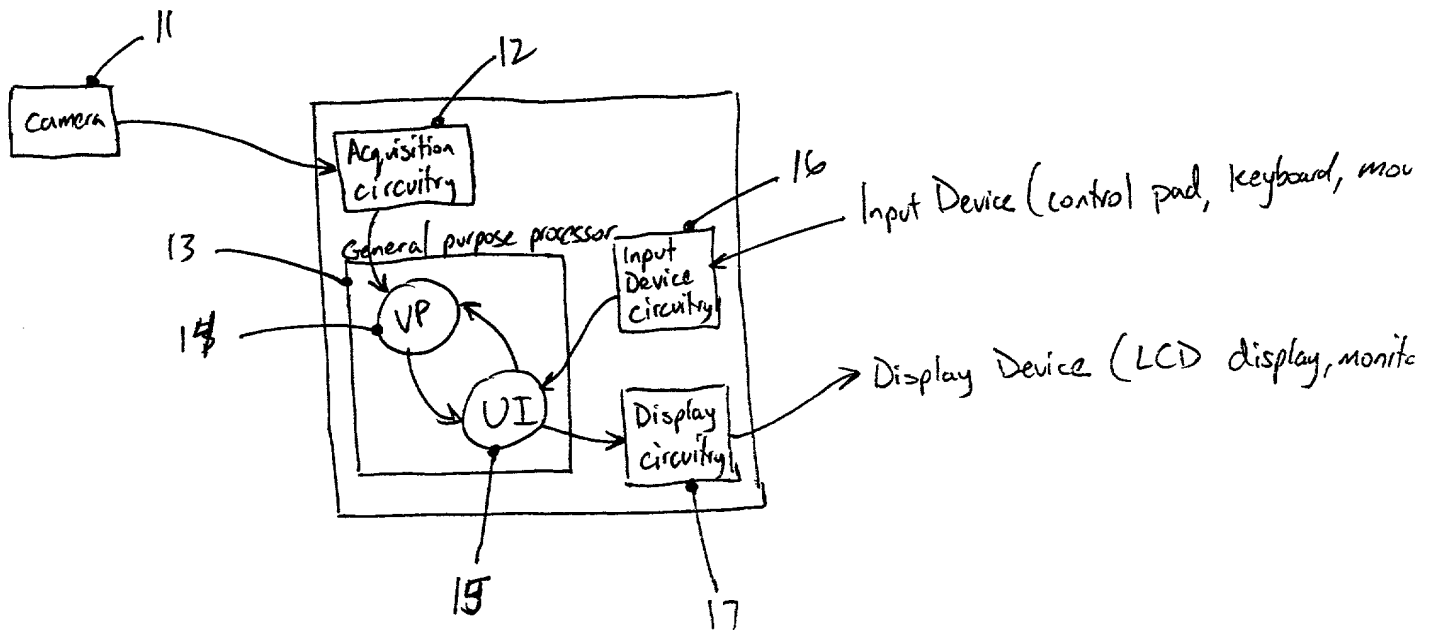 11
12
camera
Acquisition
circuitry
16
Input Device (control pad, keyboard, mou
13
General purpose processor
Input
Device
circuitry
VP
14
Display Device (LCD display, monito
UI
Display
circuitry
15
17